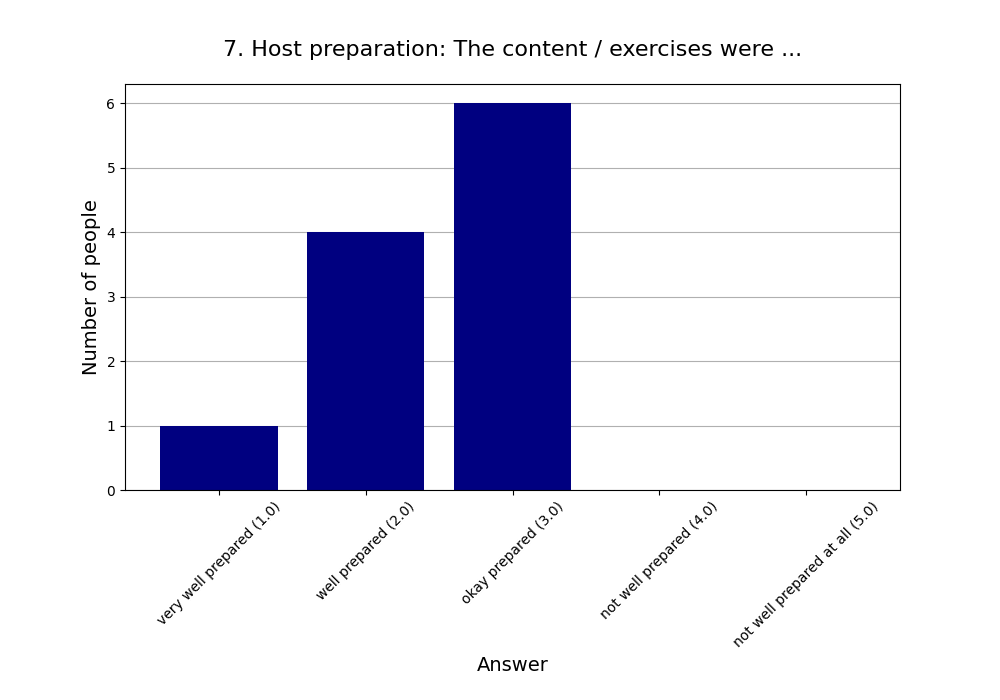 7. Host preparation: The content / exercises were ...
Number of people
6
5
4
3
2
1
0
very well prepared (1.0)
well prepared (2.0)
okay prepared (3.0)
not well prepared (4.0)
not well prepared at all (5.0)
Answer